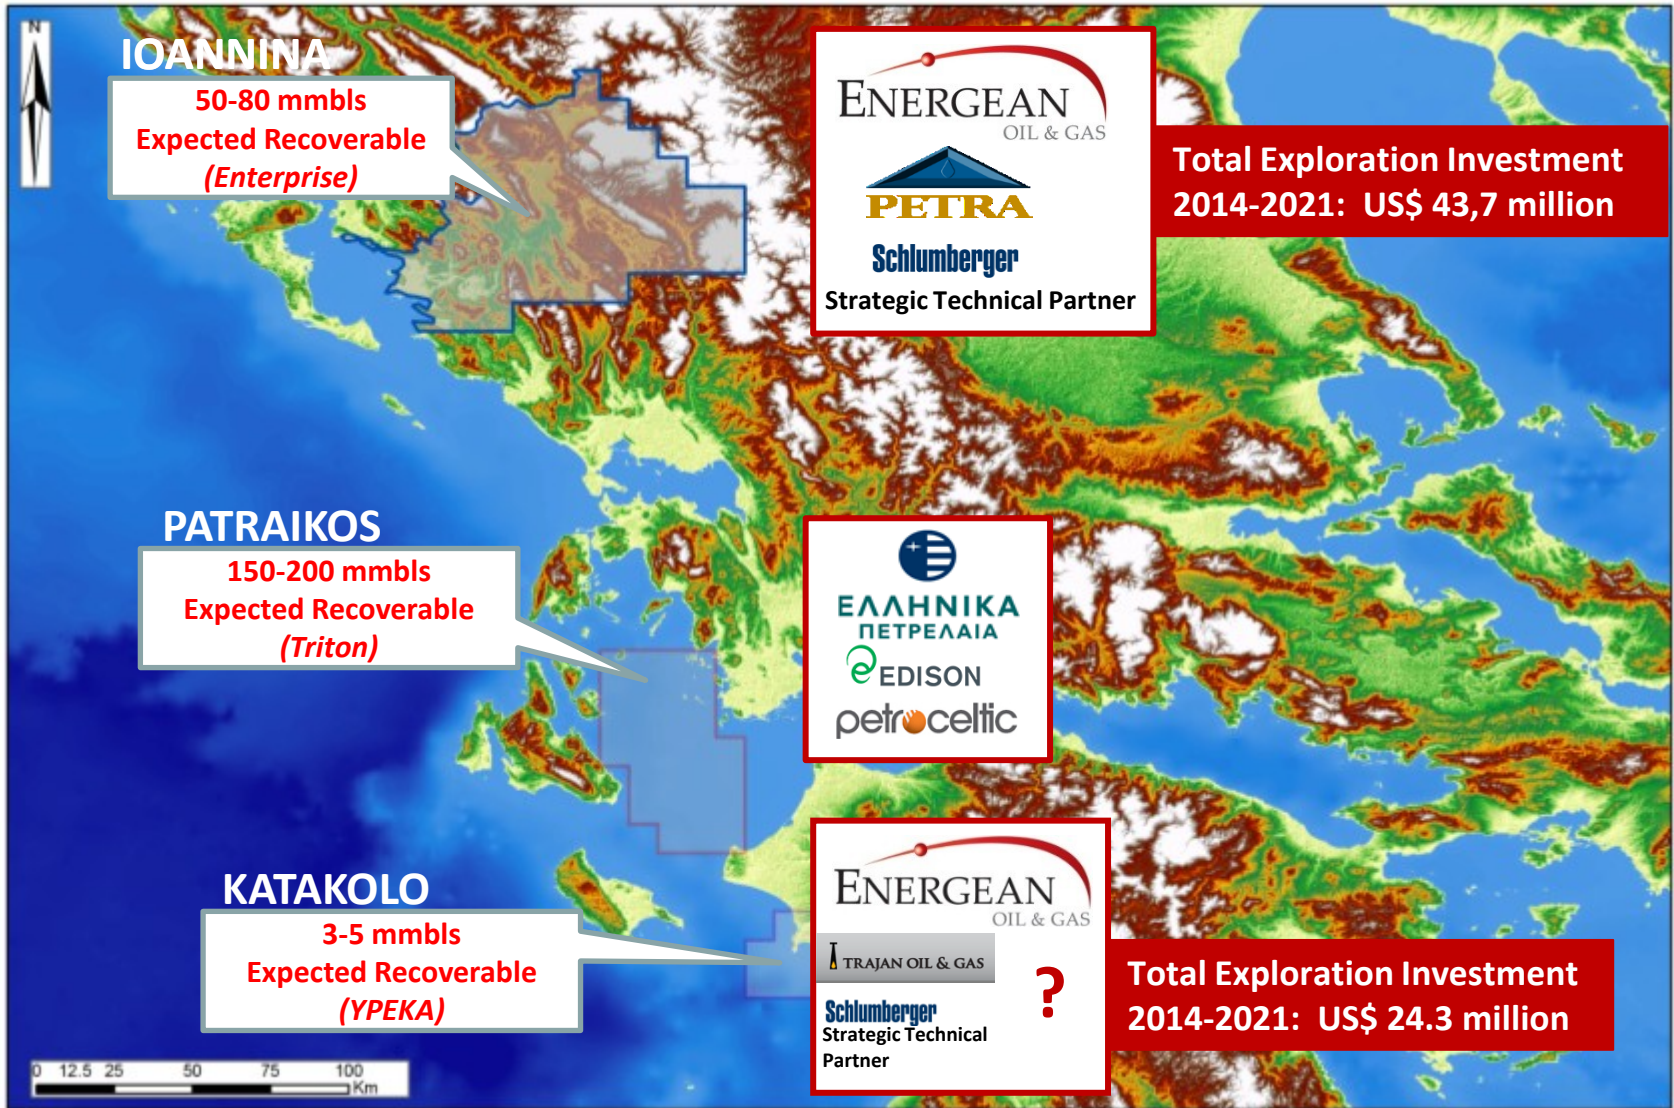 N
IOANNINA
50-80 mmbls
Expected Recoverable
(Enterprise)
ENERGEAN
OIL & GAS
PETRA
Schlumberger
Strategic Technical Partner
Total Exploration Investment
2014-2021: US$ 43,7 million
PATRAIKOS
150-200 mmbls
Expected Recoverable
(Triton)
ΕΛΛΗΝΙΚΑ
ΠΕΤΡΕΛΑΙΑ
EDISON
petroceltic
KATAKOLO
3-5 mmbls
Expected Recoverable
(YPEKA)
ENERGEAN
OIL & GAS
TRAJAN OIL & GAS
Schlumberger
Strategic Technical
Partner
?
Total Exploration Investment
2014-2021: US$ 24.3 million
0 12.5 25 50 75 100
Km